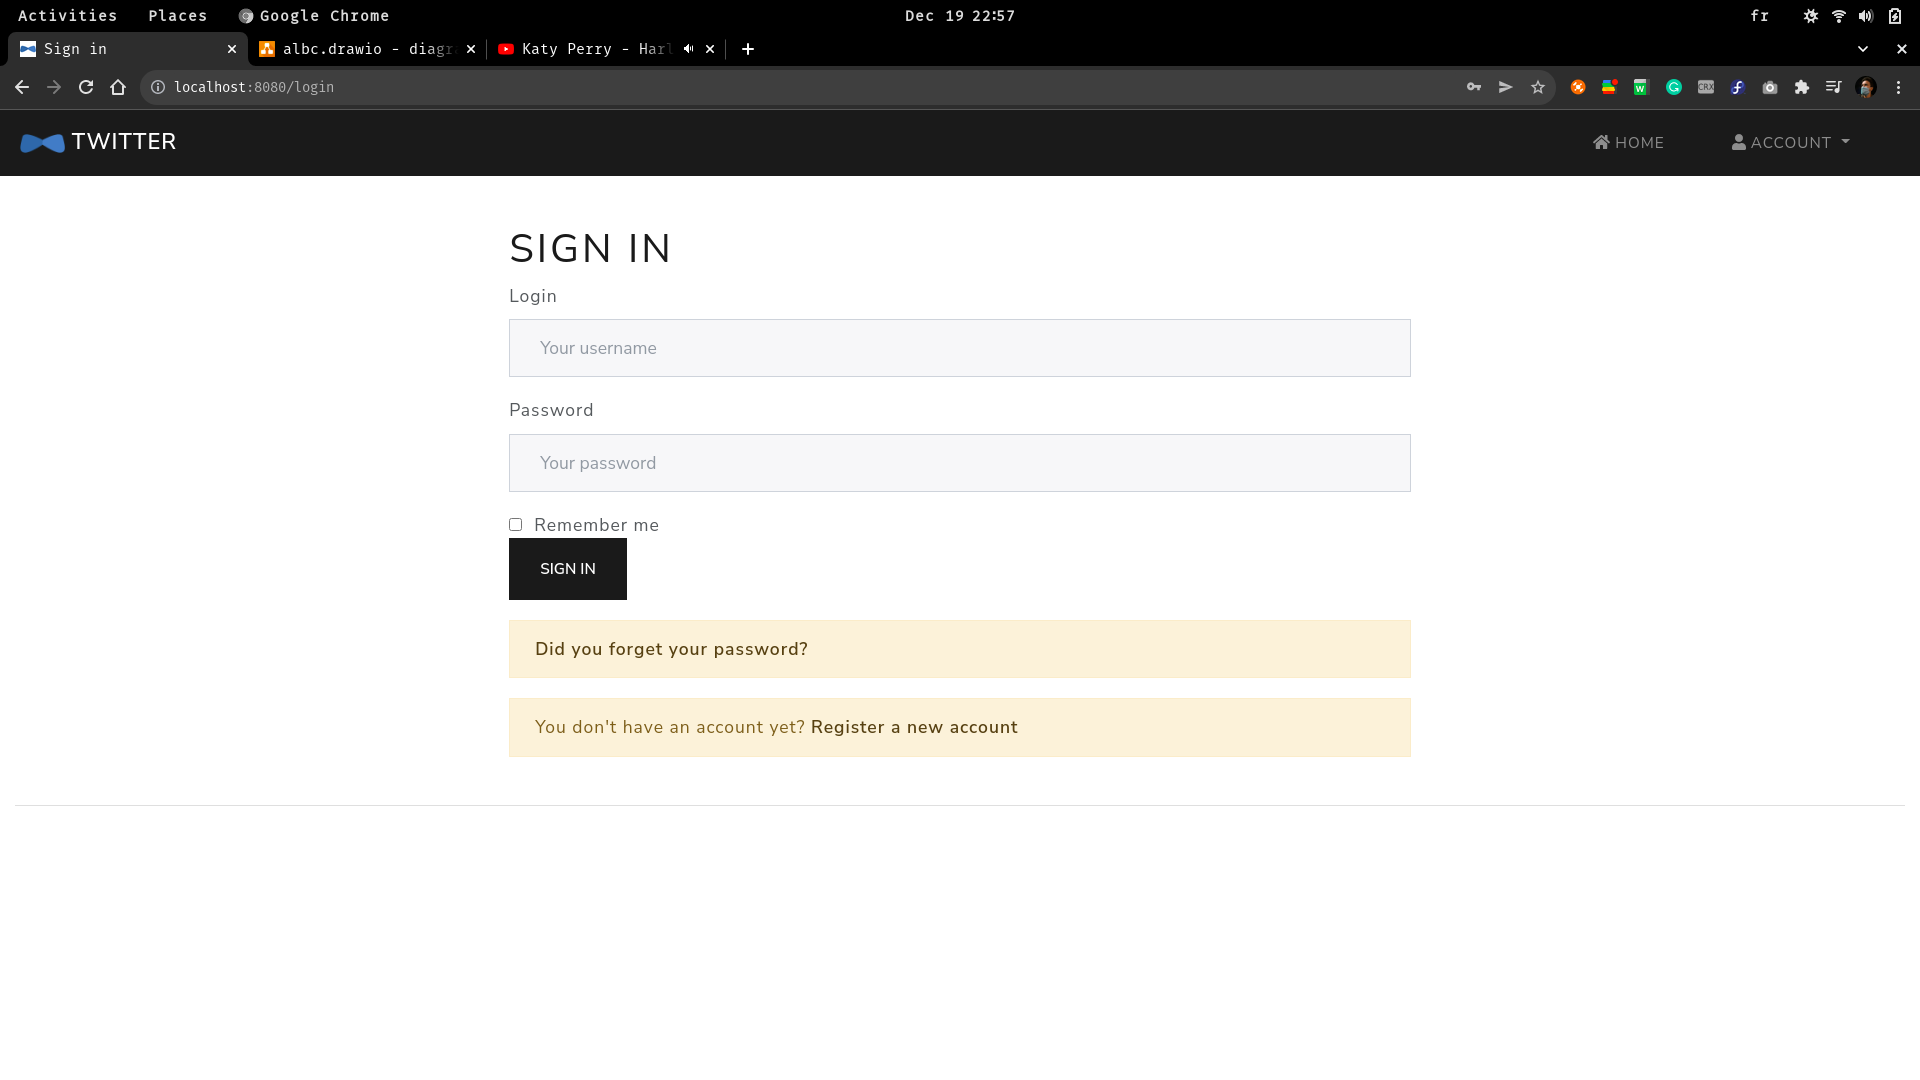 Activities Places Google Chrome Dec 19 22:57 fr
Sign in albc.drawio - diagr Katy Perry - Harl
localhost:8080/login
TWITTER HOME ACCOUNT
SIGN IN
Login
Your username
Password
Your password
Remember me
SIGN IN
Did you forget your password?
You don't have an account yet? Register a new account